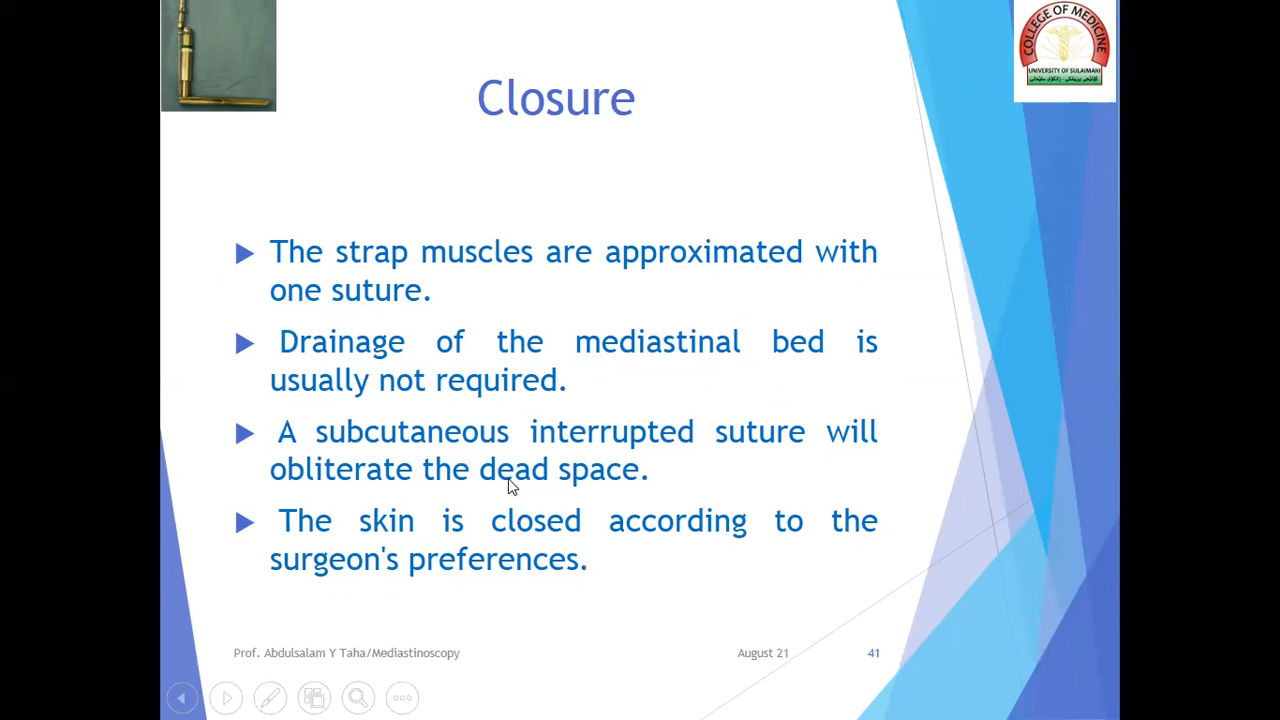 COLLEGE OF MEDICINE
UNIVERSITY OF SULAIMANI
Closure
The strap muscles are approximated with
one suture.
Drainage of the mediastinal bed is
usually not required.
A subcutaneous interrupted suture will
obliterate the dead space.
The skin is closed according to the
surgeon's preferences.
Prof. Abdulsalam Y Taha/Mediastinoscopy
August 21
41